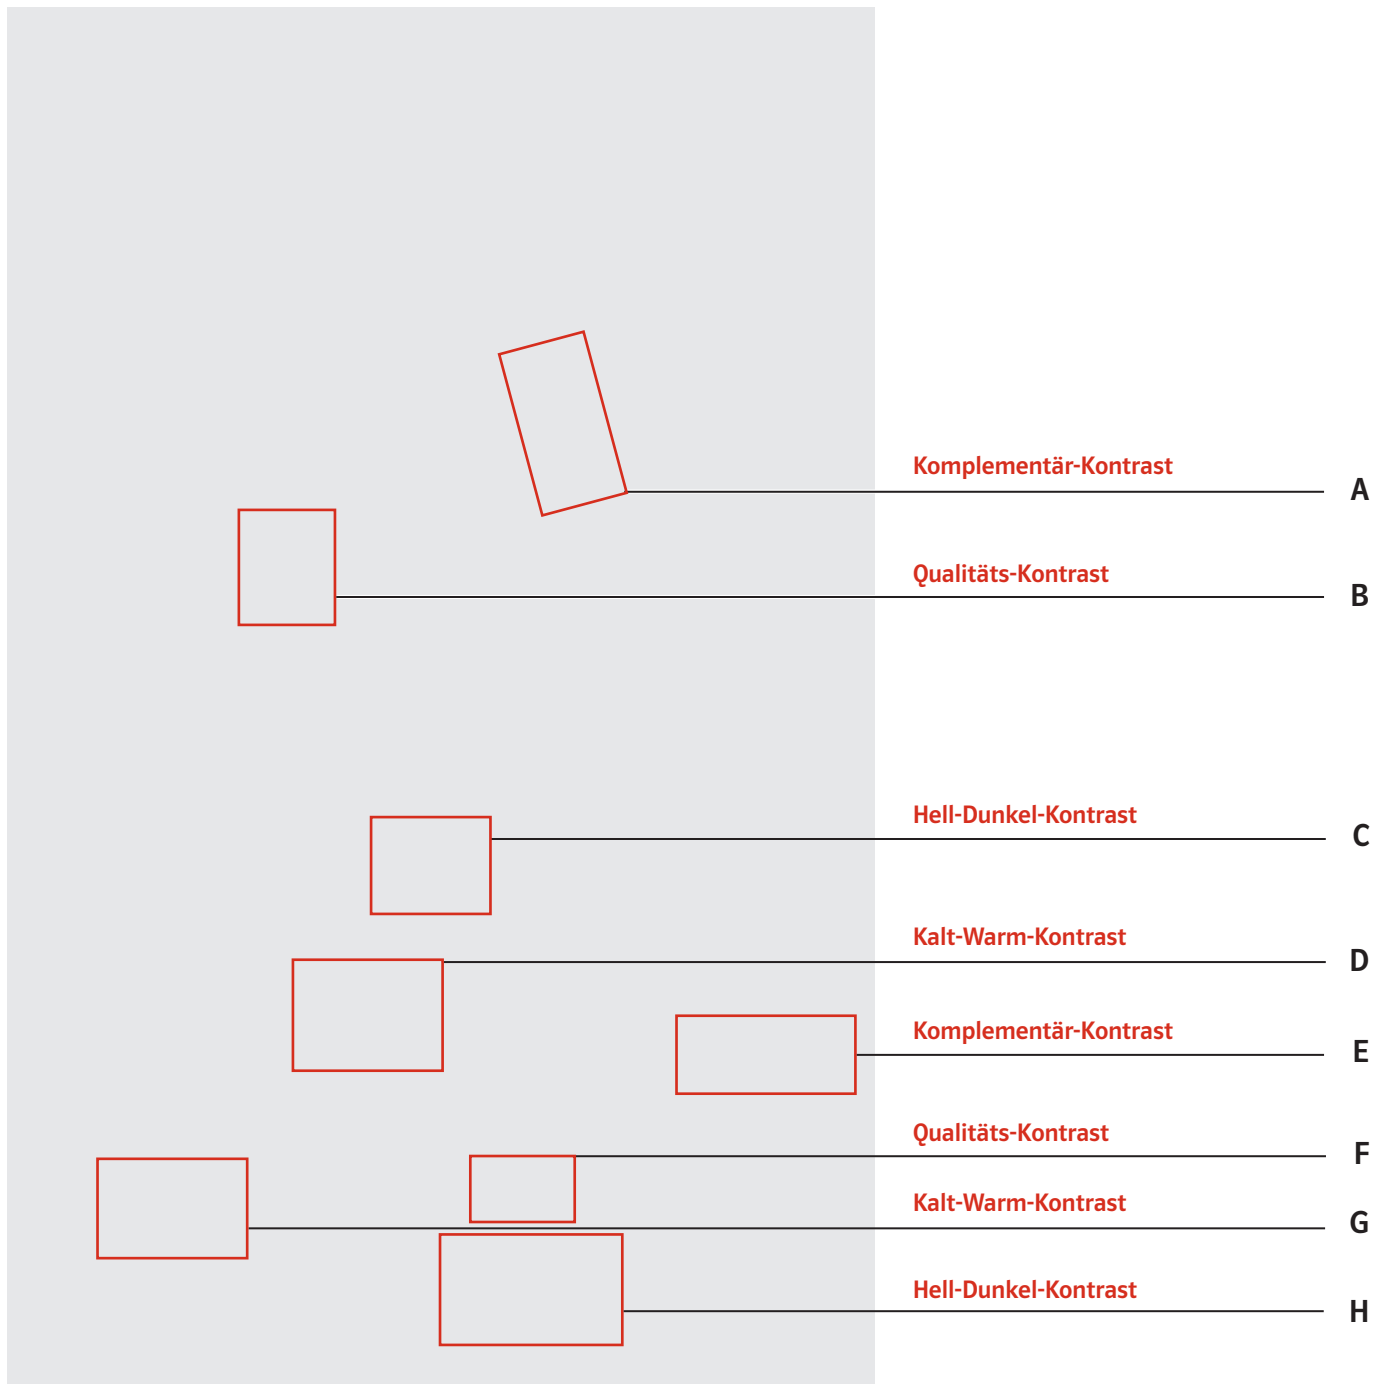 Komplementär-Kontrast
A
Qualitäts-Kontrast
B
Hell-Dunkel-Kontrast
C
Kalt-Warm-Kontrast
D
Komplementär-Kontrast
E
Qualitäts-Kontrast
F
Kalt-Warm-Kontrast
G
Hell-Dunkel-Kontrast
H